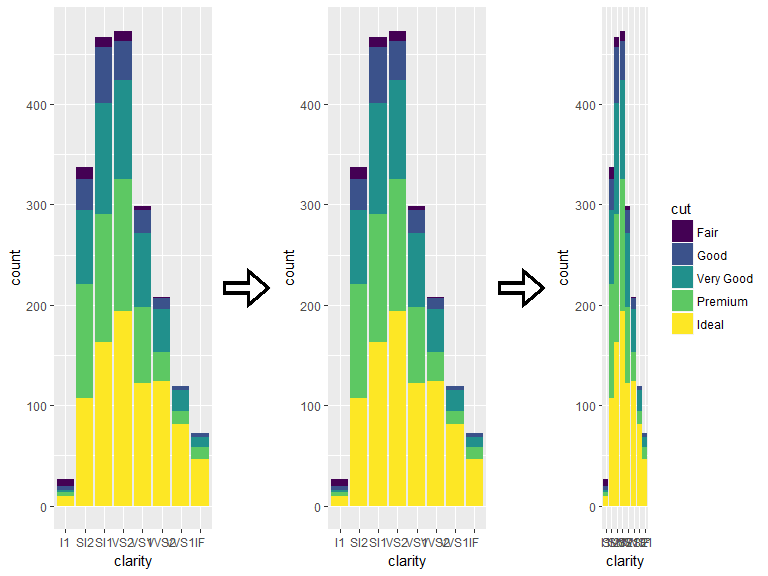 count
400
300
200
100
0
I1 SI2 SI1 VS2 VS1 VVS2 VVS1 IF
clarity
count
400
300
200
100
0
I1 SI2 SI1 VS2 VS1 VVS2 VVS1 IF
clarity
count
400
300
200
100
0
clarity
cut
Fair
Good
Very Good
Premium
Ideal